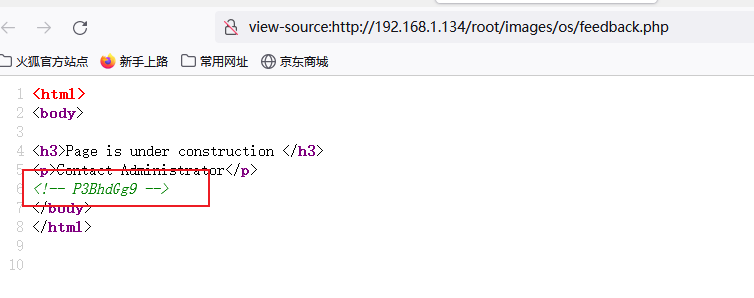 view-source:http://192.168.1.134/root/images/os/feedback.php
火狐官方站点 新手上路 常用网址 京东商城
1 <html>
2 <body>
3
4 <h3>Page is under construction </h3>
5 <p>Contact Administrator</p>
6 <!-- P3BhdGg9 -->
7 </body>
8 </html>
9
10